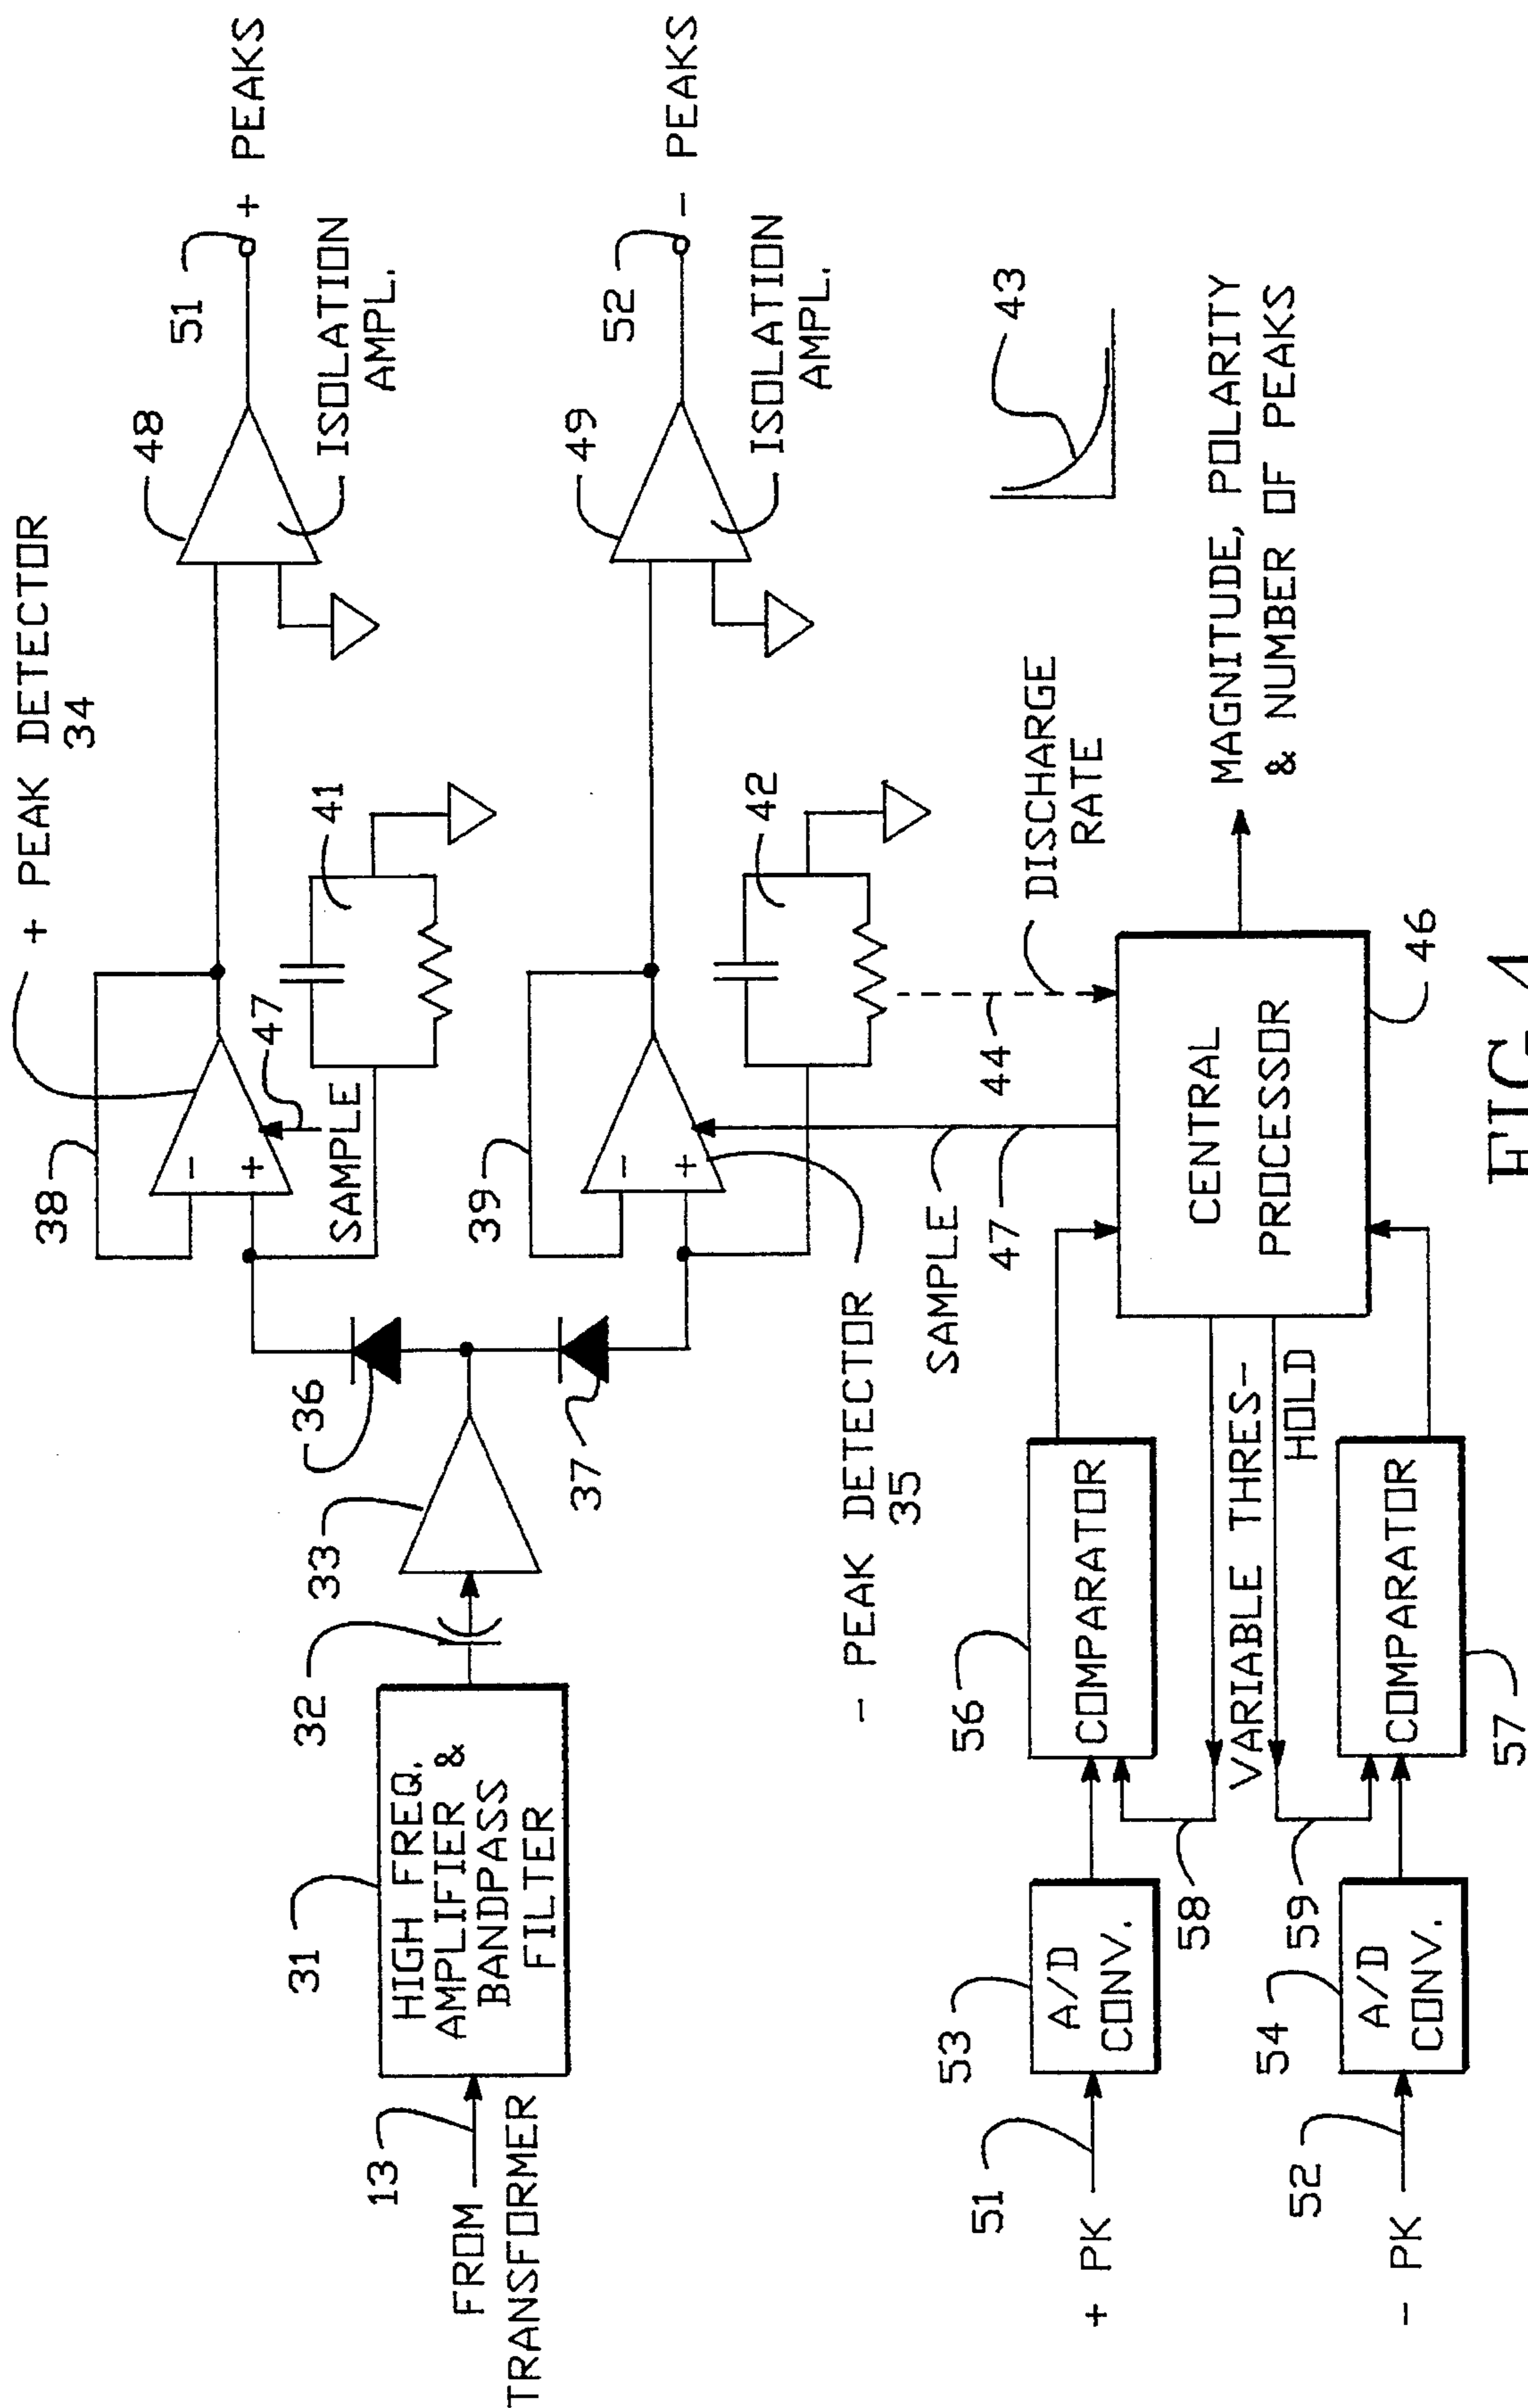 + PEAK DETECTOR
34
38
47
SAMPLE
41
48
ISOLATION
AMPL.
51
+ PEAKS
FROM
TRANSFORMER
13
31
HIGH FREQ.
AMPLIFIER &
BANDPASS
FILTER
32
33
36
37
39
- PEAK DETECTOR
35
42
49
ISOLATION
AMPL.
52
- PEAKS
SAMPLE
47
44
DISCHARGE
RATE
43
+ PK
51
53
A/D
CONV.
58
56
COMPARATOR
VARIABLE THRES-
HOLD
- PK
52
54
A/D
CONV.
59
COMPARATOR
57
CENTRAL
PROCESSOR
46
MAGNITUDE, POLARITY
& NUMBER OF PEAKS
FIG. 4